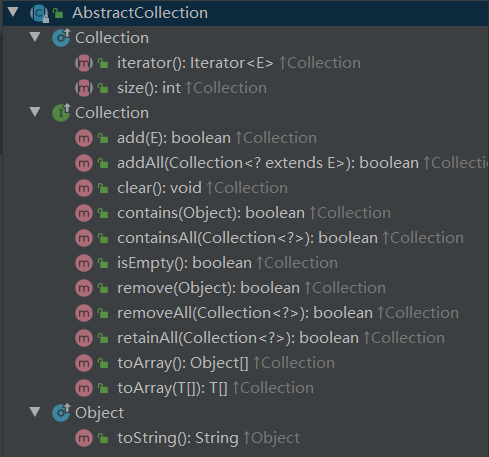 AbstractCollection
Collection
iterator(): Iterator<E> ↑Collection
size(): int ↑Collection
Collection
add(E): boolean ↑Collection
addAll(Collection<? extends E>): boolean ↑Collectio
clear(): void ↑Collection
contains(Object): boolean ↑Collection
containsAll(Collection<?>): boolean ↑Collection
isEmpty(): boolean ↑Collection
remove(Object): boolean ↑Collection
removeAll(Collection<?>): boolean ↑Collection
retainAll(Collection<?>): boolean ↑Collection
toArray(): Object[] ↑Collection
toArray(T[]): T[] ↑Collection
Object
toString(): String ↑Object